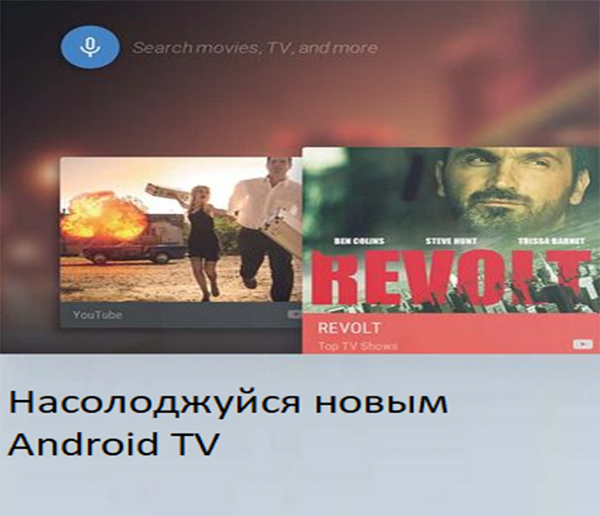 Search movies, TV, and more
BEN COLINS STEVE HUNT TRISSA BARNET
REVOLT
YouTube
REVOLT
Top TV Shows
Насолоджуйся новым
Android TV